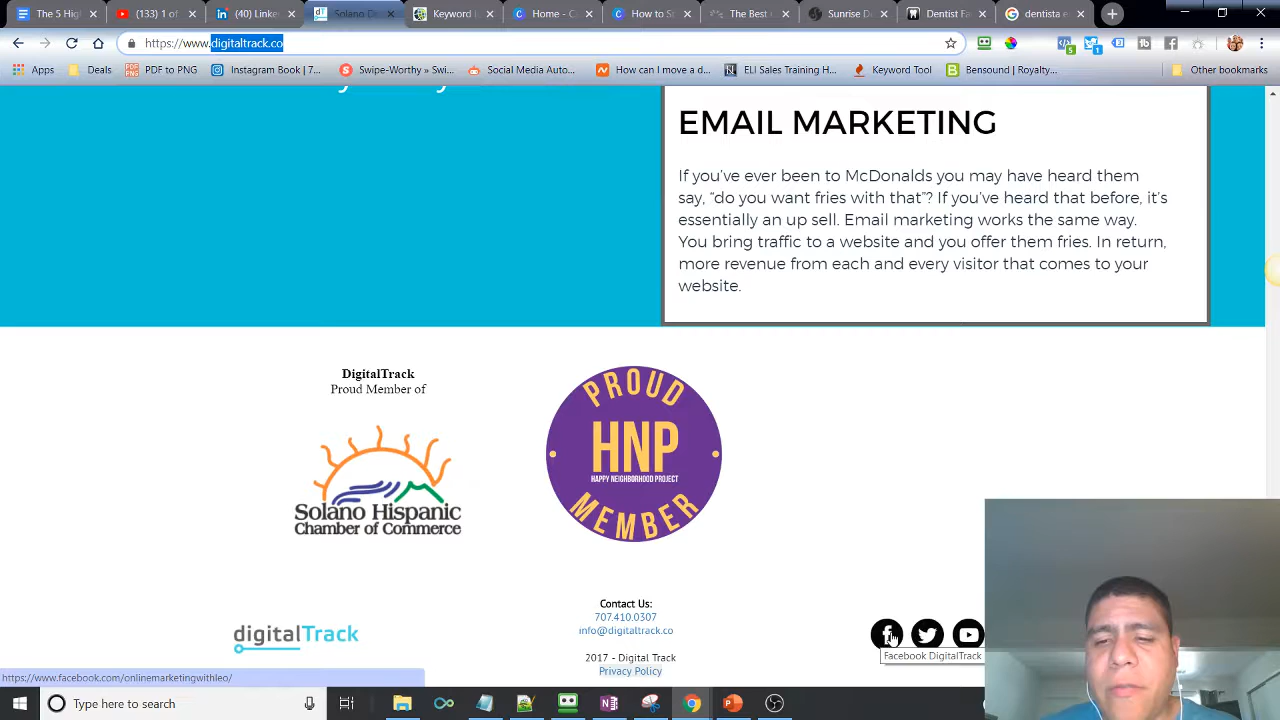 The 5 Digi
(133) 1 of
(40) Linke
Solano Di
Keyword I
Home - C
How to S
The Best
Sunrise D
Dentist Fa
dentista e
https://www.digitaltrack.co
5
1
Apps
Deals
PDF to PNG
Instagram Book | 7...
Swipe-Worthy » Swi...
Social Media Auto...
How can I move a d...
ELI Sales Training H...
Keyword Tool
Bensound | Royalty...
Other bookmarks
EMAIL MARKETING
If you've ever been to McDonalds you may have heard them
say, "do you want fries with that"? If you've heard that before, it's
essentially an up sell. Email marketing works the same way.
You bring traffic to a website and you offer them fries. In return,
more revenue from each and every visitor that comes to your
website.
DigitalTrack
Proud Member of
Solano Hispanic
Chamber of Commerce
PROUD
HNP
HAPPY NEIGHBORHOOD PROJECT
MEMBER
Contact Us:
707.410.0307
info@digitaltrack.co
2017 - Digital Track
Privacy Policy
digitalTrack
Facebook DigitalTrack
https://www.facebook.com/onlinemarketingwithleo/
Type here to search